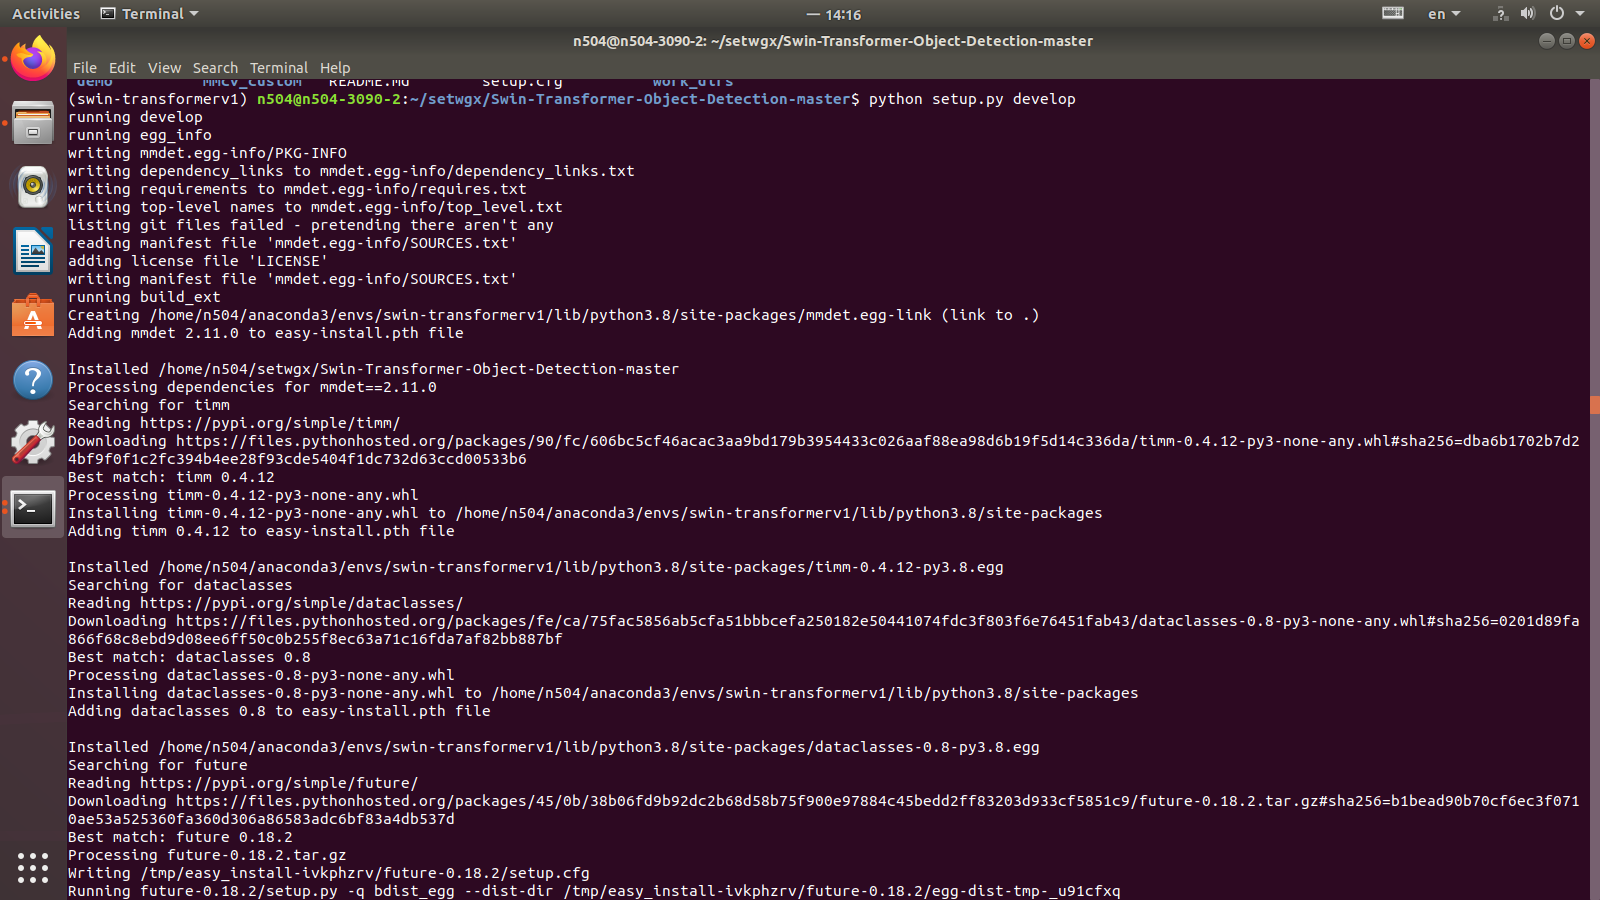 Activities Terminal — 14:16 en
n504@n504-3090-2: ~/setwgx/Swin-Transformer-Object-Detection-master
File Edit View Search Terminal Help
demo mmcv_custom README.md setup.cfg work_dirs
(swin-transformerv1) n504@n504-3090-2:~/setwgx/Swin-Transformer-Object-Detection-master$ python setup.py develop
running develop
running egg_info
writing mmdet.egg-info/PKG-INFO
writing dependency_links to mmdet.egg-info/dependency_links.txt
writing requirements to mmdet.egg-info/requires.txt
writing top-level names to mmdet.egg-info/top_level.txt
listing git files failed - pretending there aren't any
reading manifest file 'mmdet.egg-info/SOURCES.txt'
adding license file 'LICENSE'
writing manifest file 'mmdet.egg-info/SOURCES.txt'
running build_ext
Creating /home/n504/anaconda3/envs/swin-transformerv1/lib/python3.8/site-packages/mmdet.egg-link (link to .)
Adding mmdet 2.11.0 to easy-install.pth file
Installed /home/n504/setwgx/Swin-Transformer-Object-Detection-master
Processing dependencies for mmdet==2.11.0
Searching for timm
Reading https://pypi.org/simple/timm/
Downloading https://files.pythonhosted.org/packages/90/fc/606bc5cf46acac3aa9bd179b3954433c026aaf88ea98d6b19f5d14c336da/timm-0.4.12-py3-none-any.whl#sha256=dba6b1702b7d2
4bf9f0f1c2fc394b4ee28f93cde5404f1dc732d63ccd00533b6
Best match: timm 0.4.12
Processing timm-0.4.12-py3-none-any.whl
Installing timm-0.4.12-py3-none-any.whl to /home/n504/anaconda3/envs/swin-transformerv1/lib/python3.8/site-packages
Adding timm 0.4.12 to easy-install.pth file
Installed /home/n504/anaconda3/envs/swin-transformerv1/lib/python3.8/site-packages/timm-0.4.12-py3.8.egg
Searching for dataclasses
Reading https://pypi.org/simple/dataclasses/
Downloading https://files.pythonhosted.org/packages/fe/ca/75fac5856ab5cfa51bbbcefa250182e50441074fdc3f803f6e76451fab43/dataclasses-0.8-py3-none-any.whl#sha256=0201d89fa
866f68c8ebd9d08ee6ff50c0b255f8ec63a71c16fda7af82bb887bf
Best match: dataclasses 0.8
Processing dataclasses-0.8-py3-none-any.whl
Installing dataclasses-0.8-py3-none-any.whl to /home/n504/anaconda3/envs/swin-transformerv1/lib/python3.8/site-packages
Adding dataclasses 0.8 to easy-install.pth file
Installed /home/n504/anaconda3/envs/swin-transformerv1/lib/python3.8/site-packages/dataclasses-0.8-py3.8.egg
Searching for future
Reading https://pypi.org/simple/future/
Downloading https://files.pythonhosted.org/packages/45/0b/38b06fd9b92dc2b68d58b75f900e97884c45bedd2ff83203d933cf5851c9/future-0.18.2.tar.gz#sha256=b1bead90b70cf6ec3f071
0ae53a525360fa360d306a86583adc6bf83a4db537d
Best match: future 0.18.2
Processing future-0.18.2.tar.gz
Writing /tmp/easy_install-ivkphzrv/future-0.18.2/setup.cfg
Running future-0.18.2/setup.py -q bdist_egg --dist-dir /tmp/easy_install-ivkphzrv/future-0.18.2/egg-dist-tmp-_u91cfxq